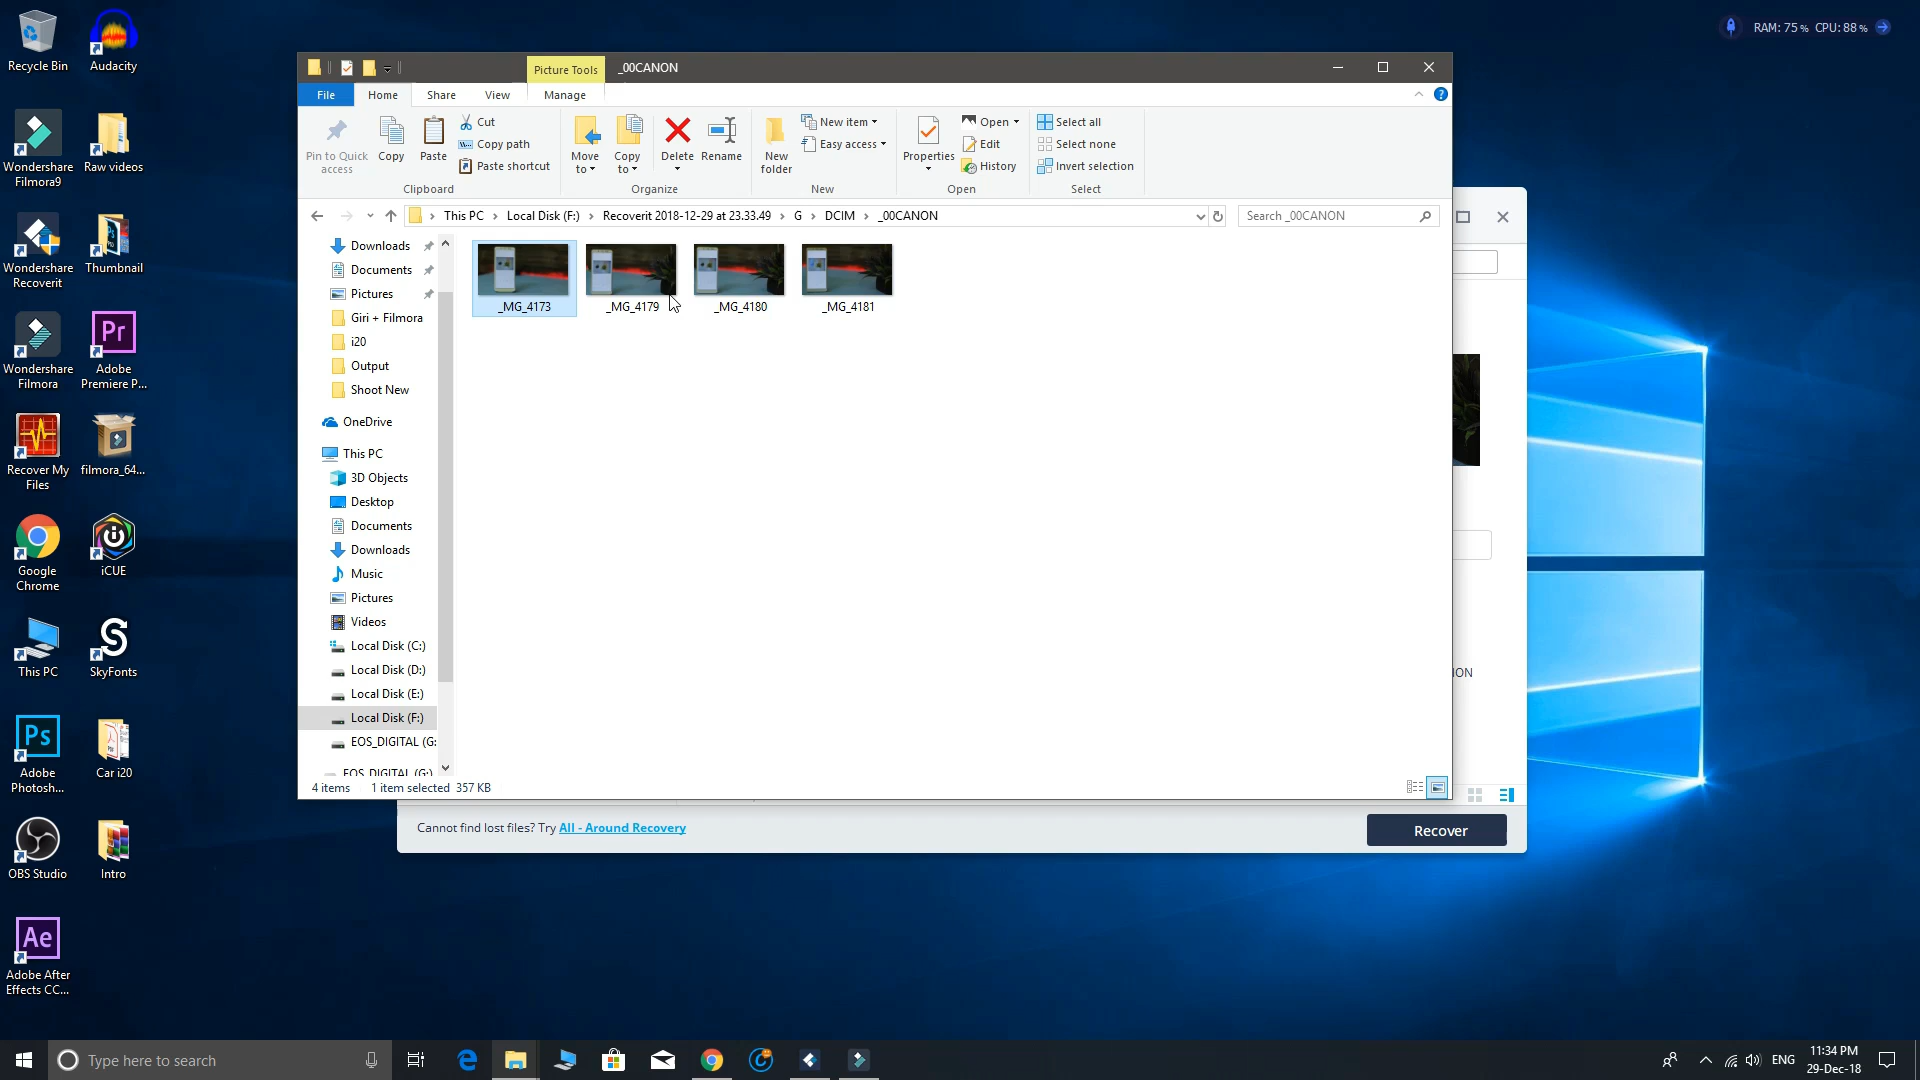 Recycle Bin
Audacity
Wondershare
Filmora9
Raw videos
Wondershare
Recoverit
Thumbnail
Wondershare
Filmora
Adobe
Premiere P...
Recover My
Files
filmora_64...
Google
Chrome
iCUE
This PC
SkyFonts
Adobe
Photosh...
Car i20
OBS Studio
Intro
Adobe After
Effects CC...
RAM: 75% CPU: 88%
Picture Tools
_00CANON
File
Home
Share
View
Manage
Pin to Quick
access
Copy
Paste
Cut
Copy path
Paste shortcut
Clipboard
Move
to
Copy
to
Delete
Rename
Organize
New
folder
New item
Easy access
New
Properties
Open
Edit
History
Open
Select all
Select none
Invert selection
Select
This PC > Local Disk (F:) > Recoverit 2018-12-29 at 23.33.49 > G > DCIM > _00CANON
Search _00CANON
Downloads
Documents
Pictures
Giri + Filmora
i20
Output
Shoot New
OneDrive
This PC
3D Objects
Desktop
Documents
Downloads
Music
Pictures
Videos
Local Disk (C:)
Local Disk (D:)
Local Disk (E:)
Local Disk (F:)
EOS_DIGITAL (G:
EOS_DIGITAL (G:)
_MG_4173
_MG_4179
_MG_4180
_MG_4181
4 items
1 item selected 357 KB
ION
Cannot find lost files? Try All - Around Recovery
Recover
Type here to search
ENG
11:34 PM
29-Dec-18